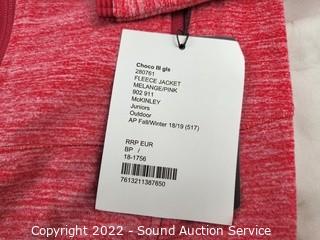 Choco III gls
280761
FLEECE JACKET
MELANGE/PINK
902 911
McKINLEY
Juniors
Outdoor
AP Fall/Winter 18/19 (517)
RRP EUR
BP /
18-1756
7613211387650
Copyright 2022 - Sound Auction Service